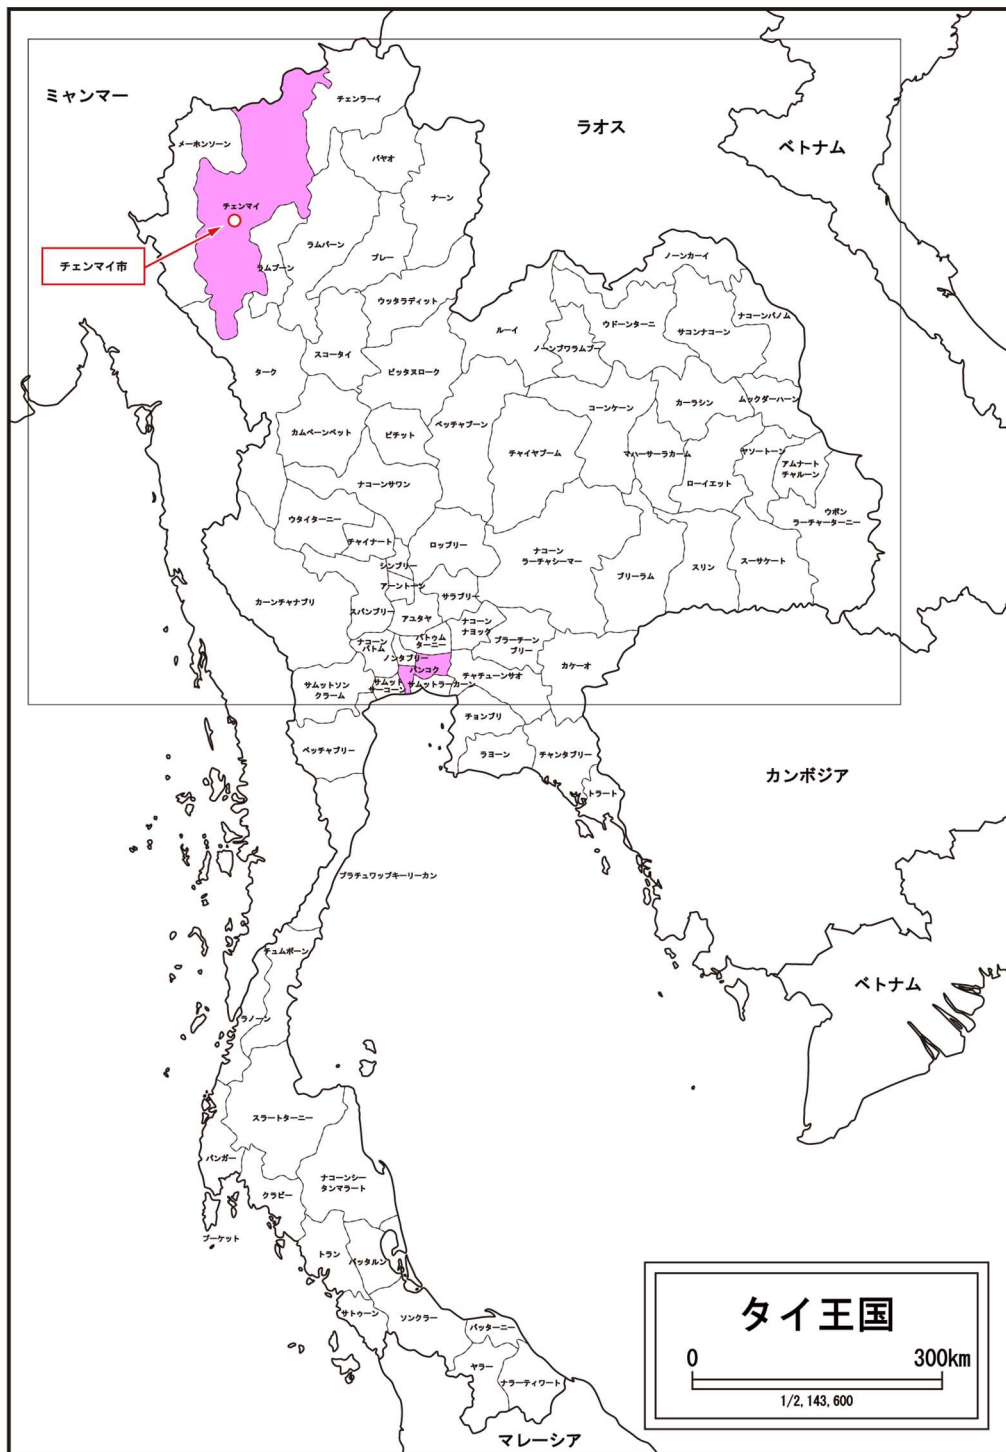 ミャンマー
ラオス
ベトナム
チェンラーイ
メーホンソーン
パヤオ
ナーン
チェンマイ
チェンマイ市
ラムパーン
プレー
ラムプーン
ノーンカーイ
ウッタラディット
ルーイ
ウドーンターニ
ナコーンパノム
サコンナコーン
ノーンブワラムプー
スコータイ
ターク
ピッタヌローク
コーンケーン
カーラシン
ムックダーハーン
ペッチャブーン
カムペーンペット
ピチット
チャイヤプーム
マハーサーラカーム
ヤソートーン
アムナート
チャルーン
ローイエット
ナコーンサワン
ウボン
ラーチャーターニー
ウタイターニー
チャイナート
ロップリー
ナコーン
ラーチャシーマー
シンブリー
スリン
スーサケート
ブリーラム
アーントーン
サラブリー
カーンチャナブリ
スパンブリー
アユタヤ
ナコーン
ナヨック
パトゥム
ターニー
プラーチーン
ブリー
ナコーン
パトム
ノンタブリー
バンコク
カケーオ
サムットソン
クラーム
サムット
サーコーン
サムットラーカーン
チャチューンサオ
チョンブリ
ペッチャブリー
ラヨーン
チャンタブリー
カンボジア
トラート
プラチュワップキーリーカン
チュムポーン
ベトナム
ラノーン
スラートターニー
パンガー
ナコーンシー
タンマラート
クラビー
プーケット
トラン
パッタルン
サトゥーン
ソンクラー
パッターニー
ヤラー
ナラーティワート
マレーシア
タイ王国
0 300km
1/2,143,600